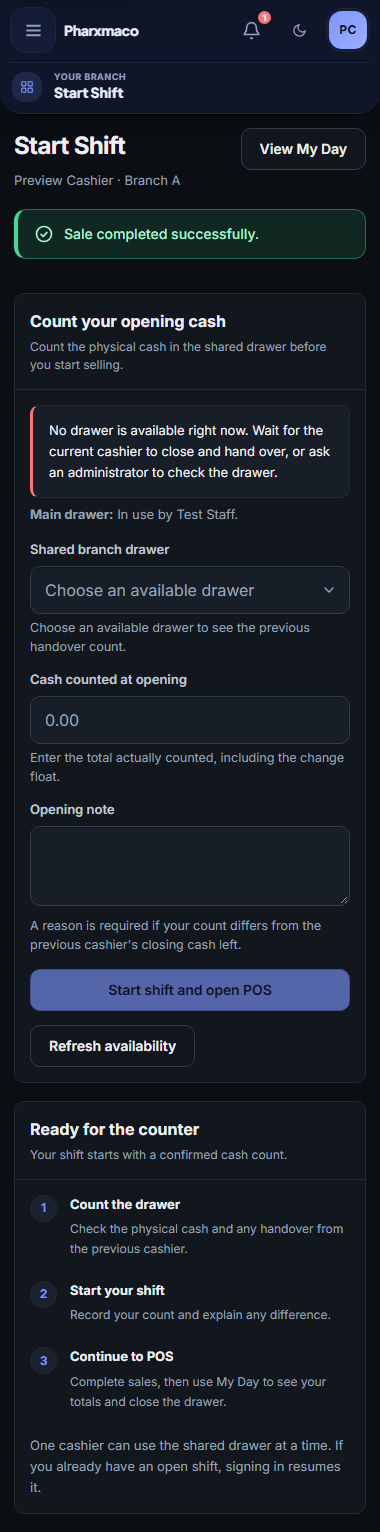 Pharxmaco
1
PC
YOUR BRANCH
Start Shift
Start Shift
View My Day
Preview Cashier · Branch A
Sale completed successfully.
Count your opening cash
Count the physical cash in the shared drawer before
you start selling.
No drawer is available right now. Wait for the
current cashier to close and hand over, or ask
an administrator to check the drawer.
Main drawer: In use by Test Staff.
Shared branch drawer
Choose an available drawer
Choose an available drawer to see the previous
handover count.
Cash counted at opening
0.00
Enter the total actually counted, including the change
float.
Opening note
A reason is required if your count differs from the
previous cashier's closing cash left.
Start shift and open POS
Refresh availability
Ready for the counter
Your shift starts with a confirmed cash count.
1
Count the drawer
Check the physical cash and any handover from
the previous cashier.
2
Start your shift
Record your count and explain any difference.
3
Continue to POS
Complete sales, then use My Day to see your
totals and close the drawer.
One cashier can use the shared drawer at a time. If
you already have an open shift, signing in resumes
it.